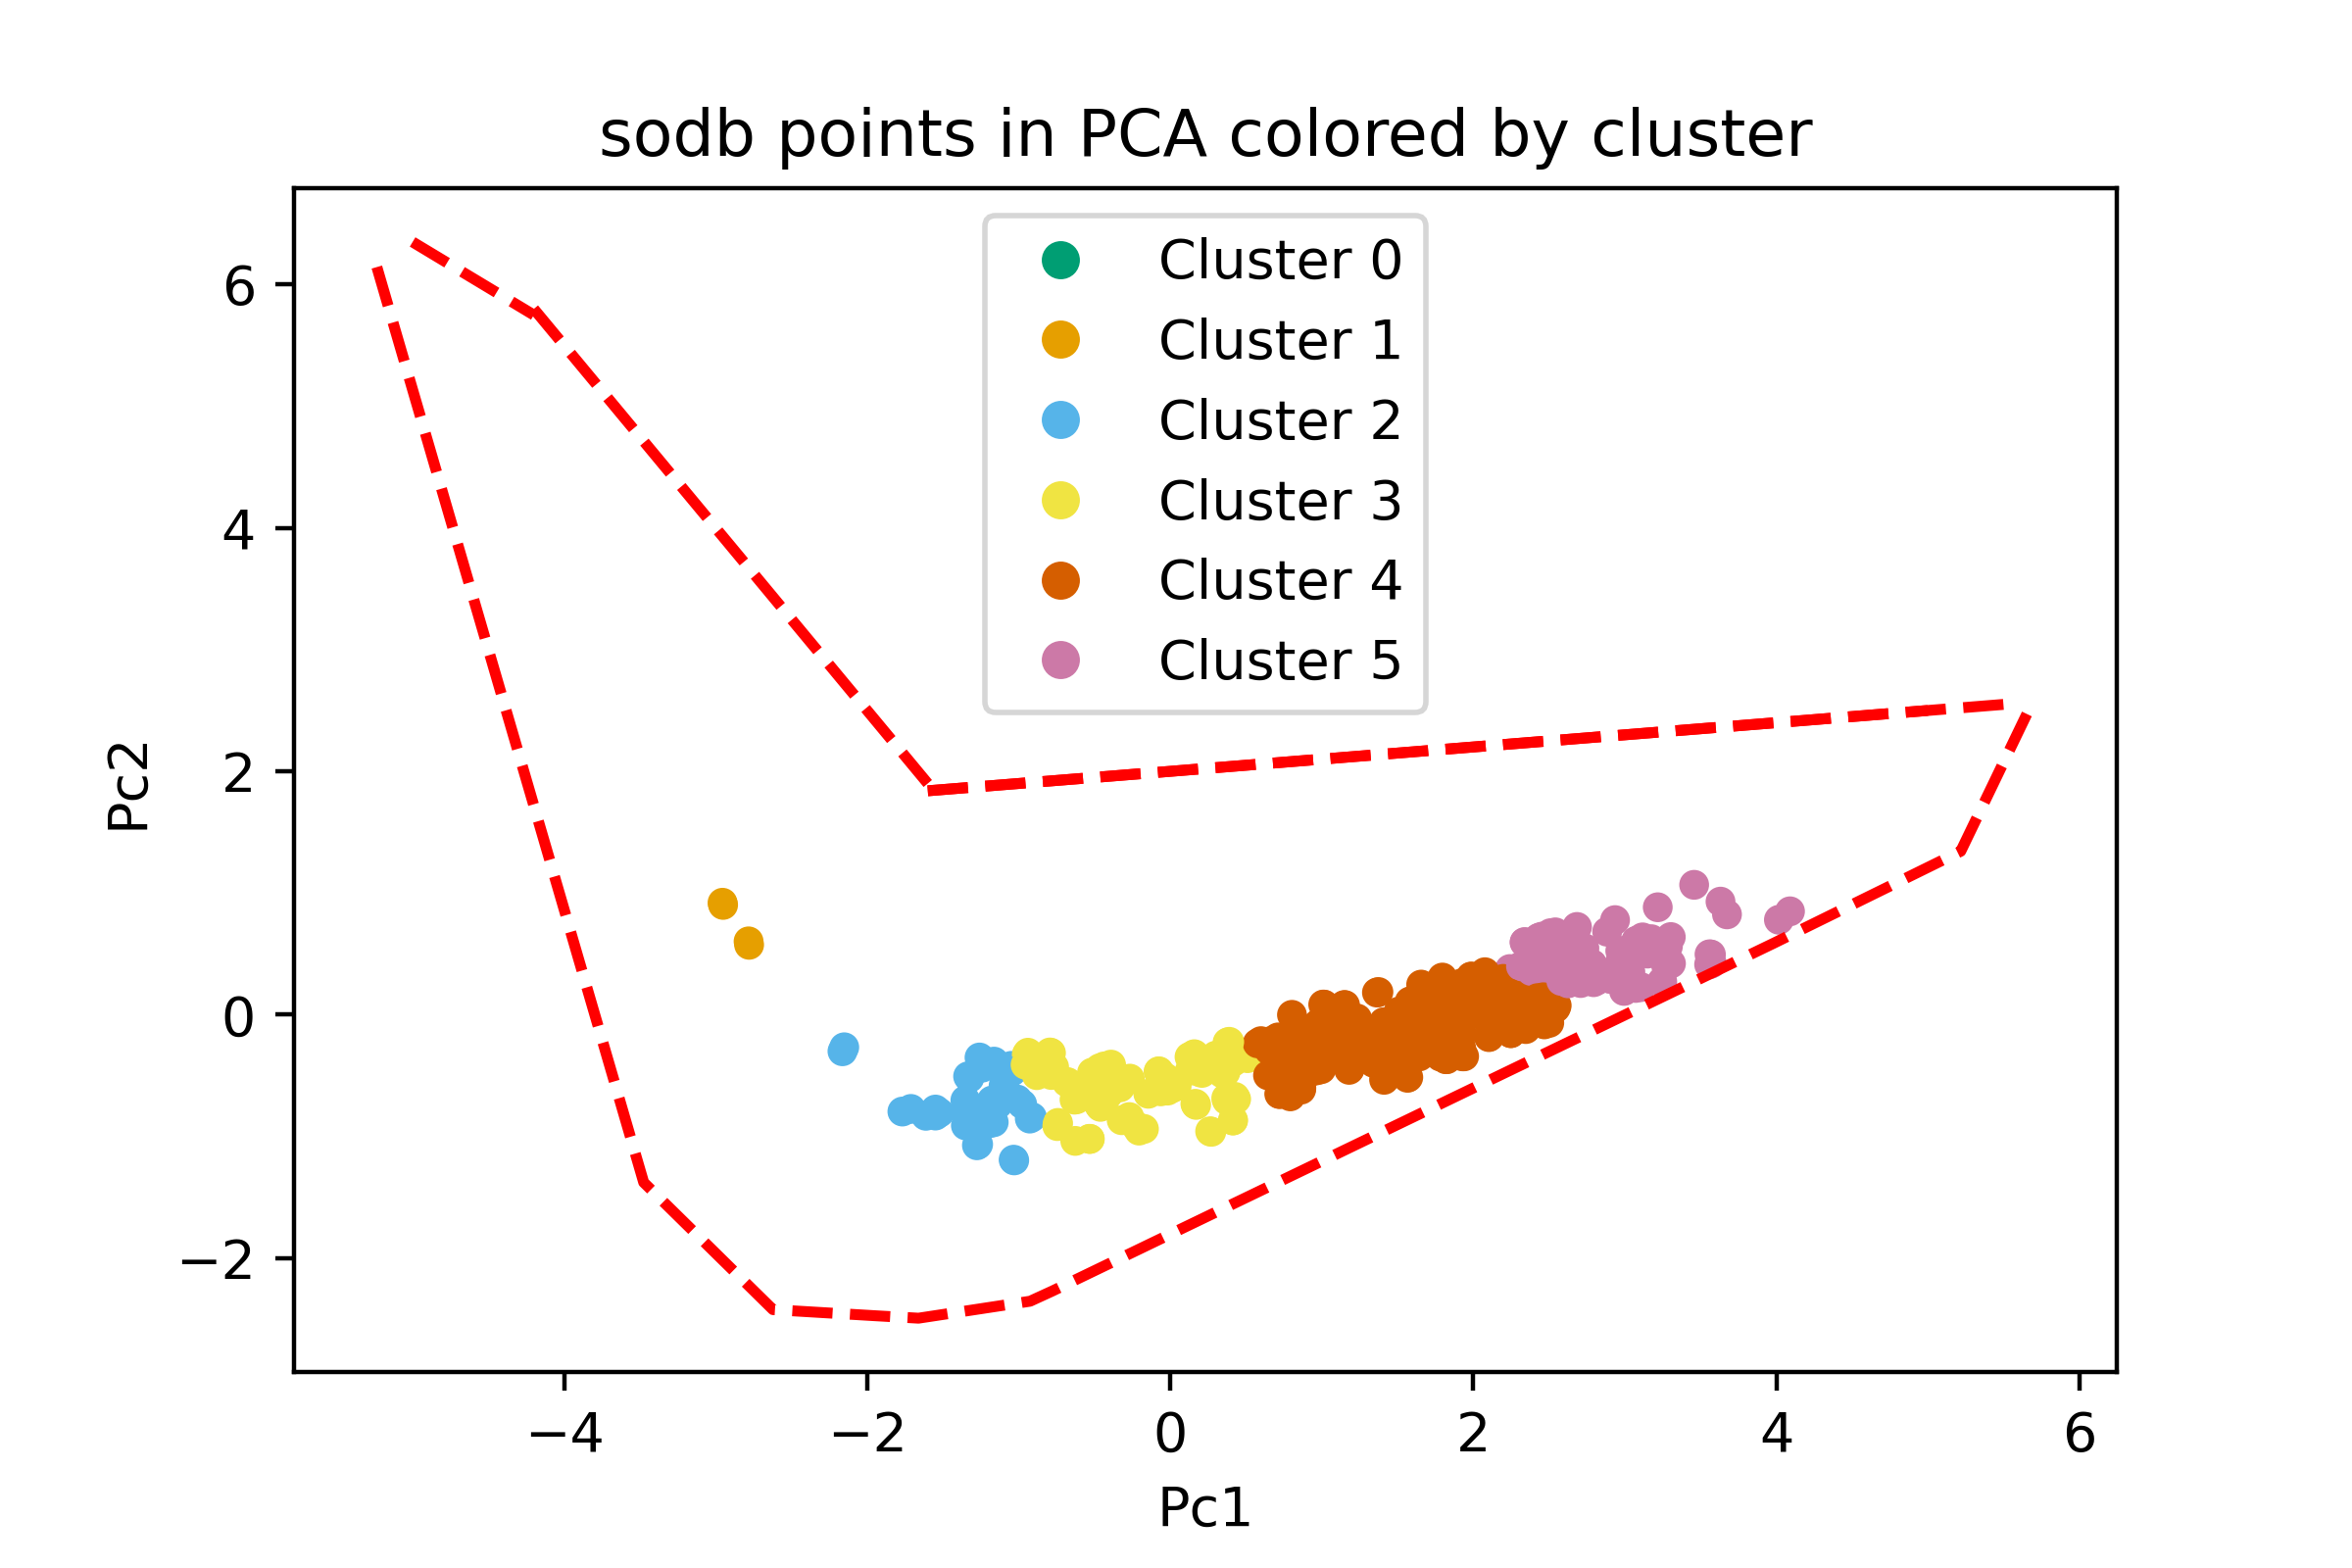 sodb points in PCA colored by cluster
Cluster 0
Cluster 1
Cluster 2
Cluster 3
Cluster 4
Cluster 5
6
4
2
0
−2
Pc2
−4 −2 0 2 4 6
Pc1